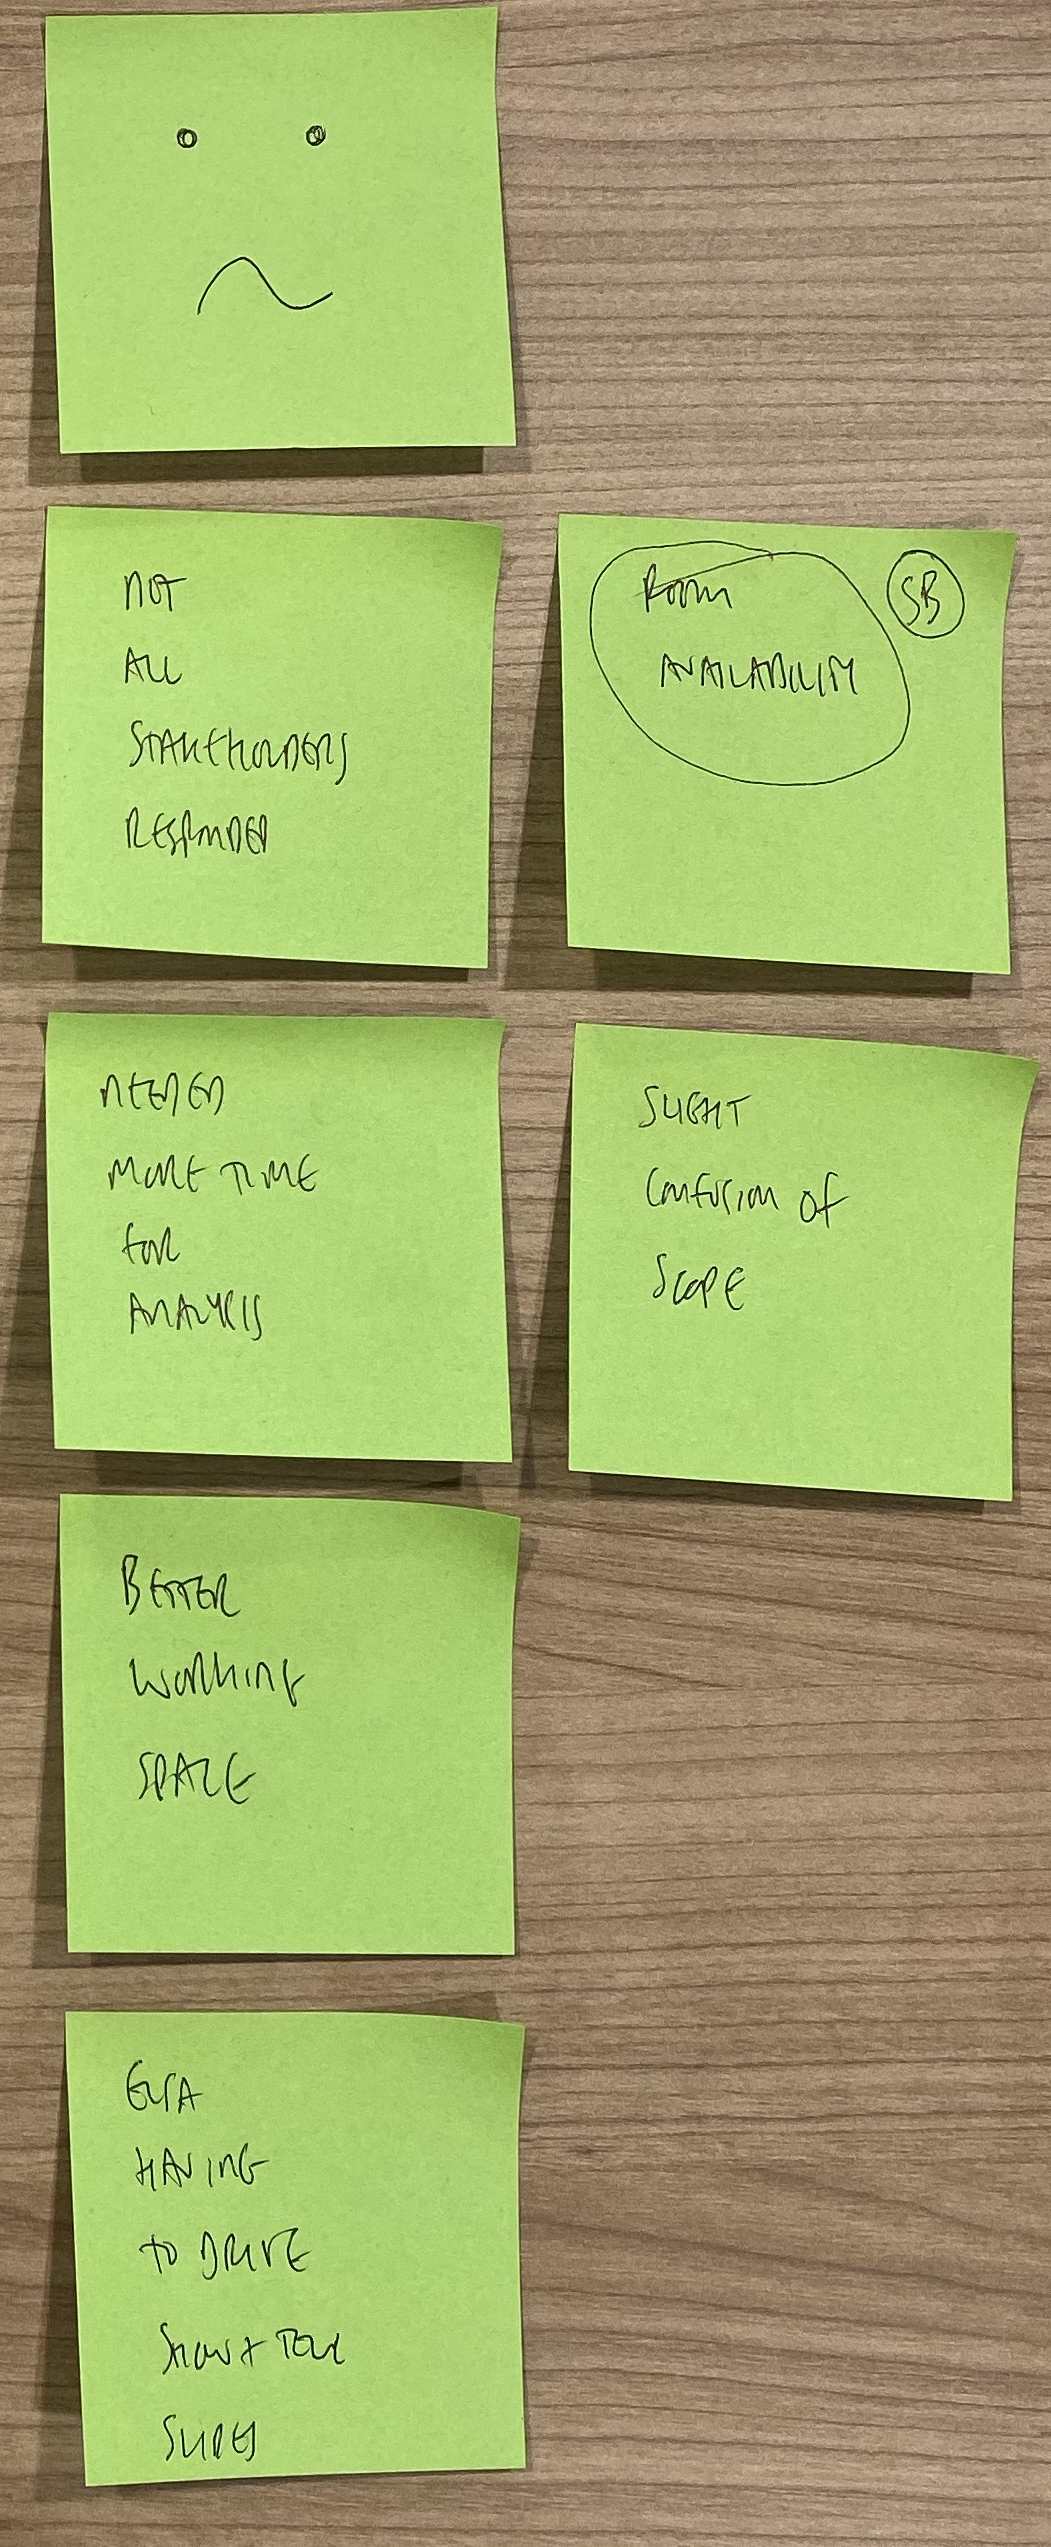 NOT
ALL
STAKEHOLDERS
RESPONDED
Room
AVAILABILITY
SB
NEEDED
MORE TIME
FOR
ANALYSIS
SLIGHT
Confusion of
SCOPE
BETTER
WORKING
SPACE
HAVING
TO DRIVE
SHOW + TELL
SLIDES